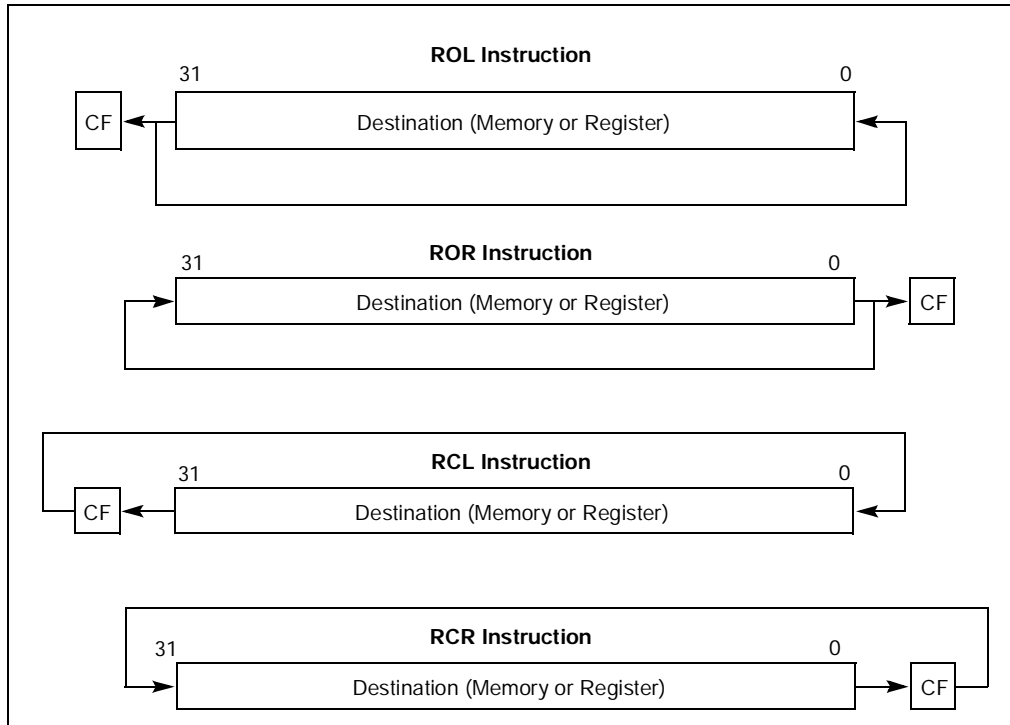 ROL Instruction
31 0
CF Destination (Memory or Register)
ROR Instruction
31 0
Destination (Memory or Register) CF
RCL Instruction
31 0
CF Destination (Memory or Register)
RCR Instruction
31 0
Destination (Memory or Register) CF